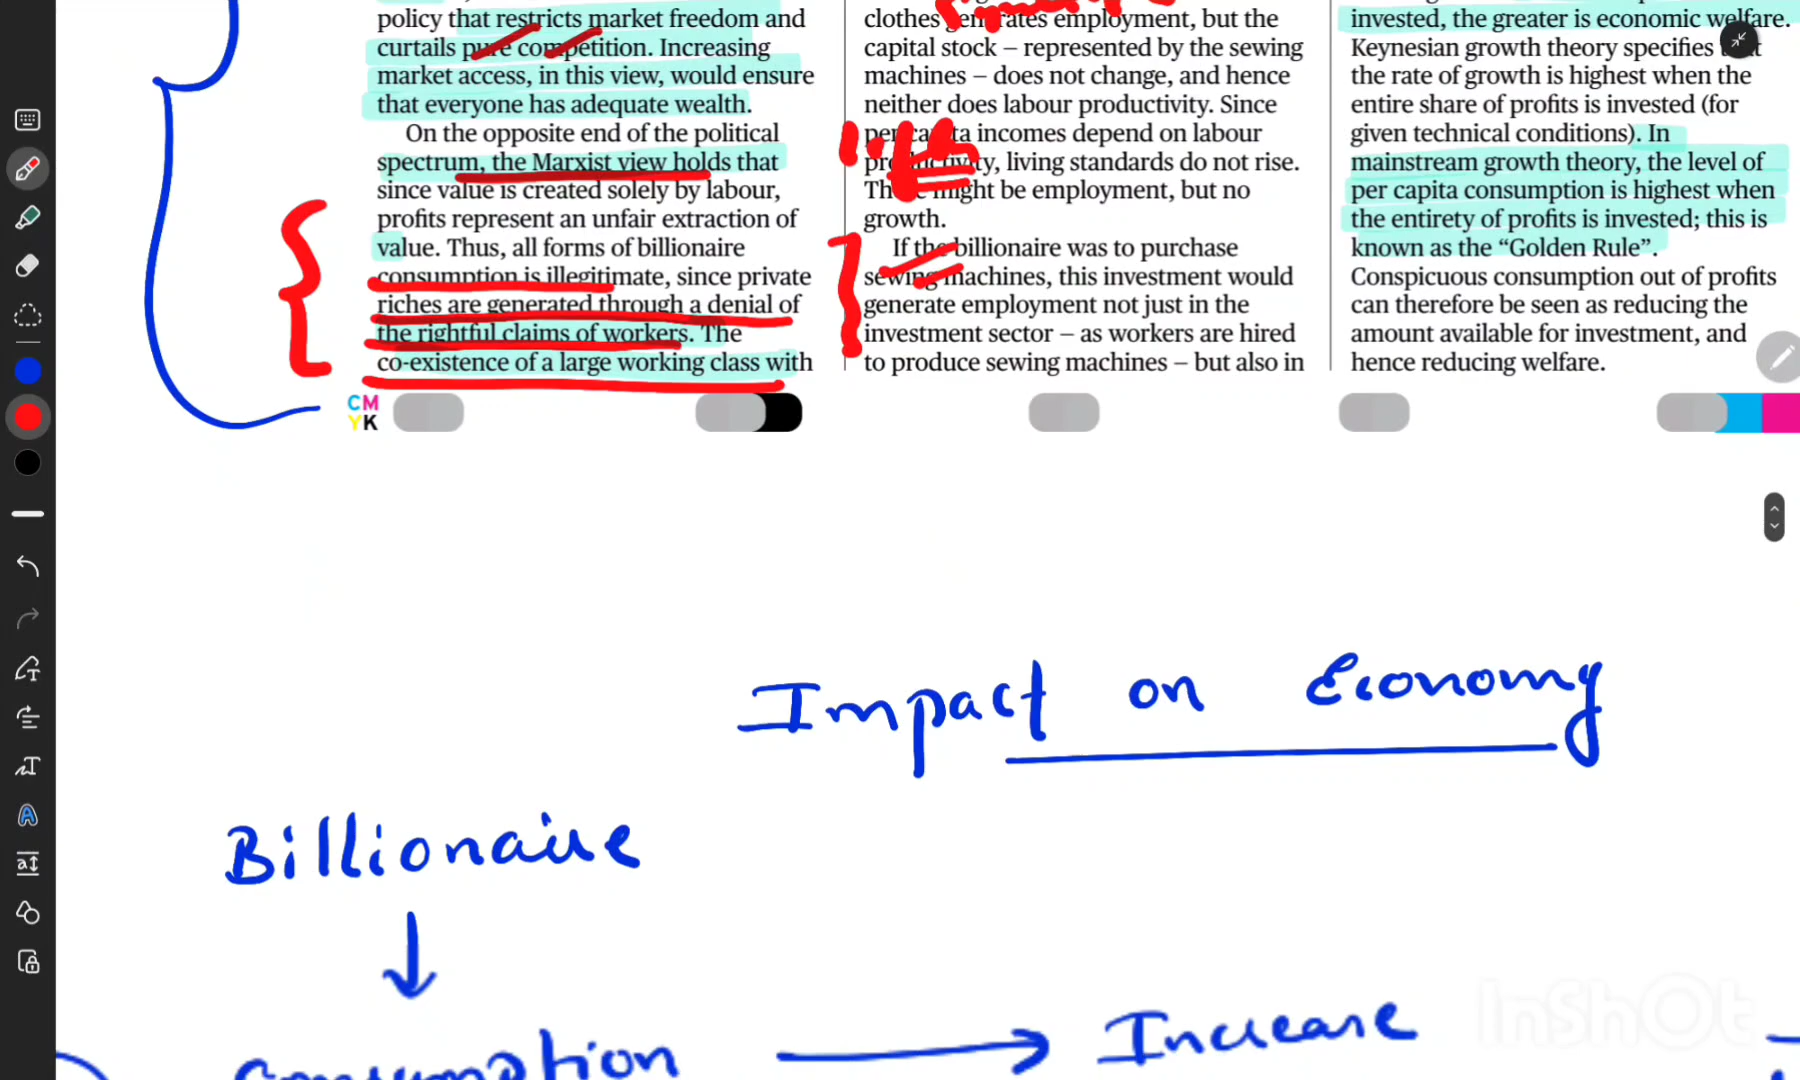 policy that restricts market freedom and
curtails pure competition. Increasing
market access, in this view, would ensure
that everyone has adequate wealth.
On the opposite end of the political
spectrum, the Marxist view holds that
since value is created solely by labour,
profits represent an unfair extraction of
value. Thus, all forms of billionaire
consumption is illegitimate, since private
riches are generated through a denial of
the rightful claims of workers. The
co-existence of a large working class with
clothes generates employment, but the
capital stock – represented by the sewing
machines – does not change, and hence
neither does labour productivity. Since
per capita incomes depend on labour
productivity, living standards do not rise.
There might be employment, but no
growth.
If the billionaire was to purchase
sewing machines, this investment would
generate employment not just in the
investment sector – as workers are hired
to produce sewing machines – but also in
invested, the greater is economic welfare.
Keynesian growth theory specifies
the rate of growth is highest when the
entire share of profits is invested (for
given technical conditions). In
mainstream growth theory, the level of
per capita consumption is highest when
the entirety of profits is invested; this is
known as the “Golden Rule”.
Conspicuous consumption out of profits
can therefore be seen as reducing the
amount available for investment, and
hence reducing welfare.
CM
YK
Impact on Economy
Billionaire
Consumption → Increase
InShOt